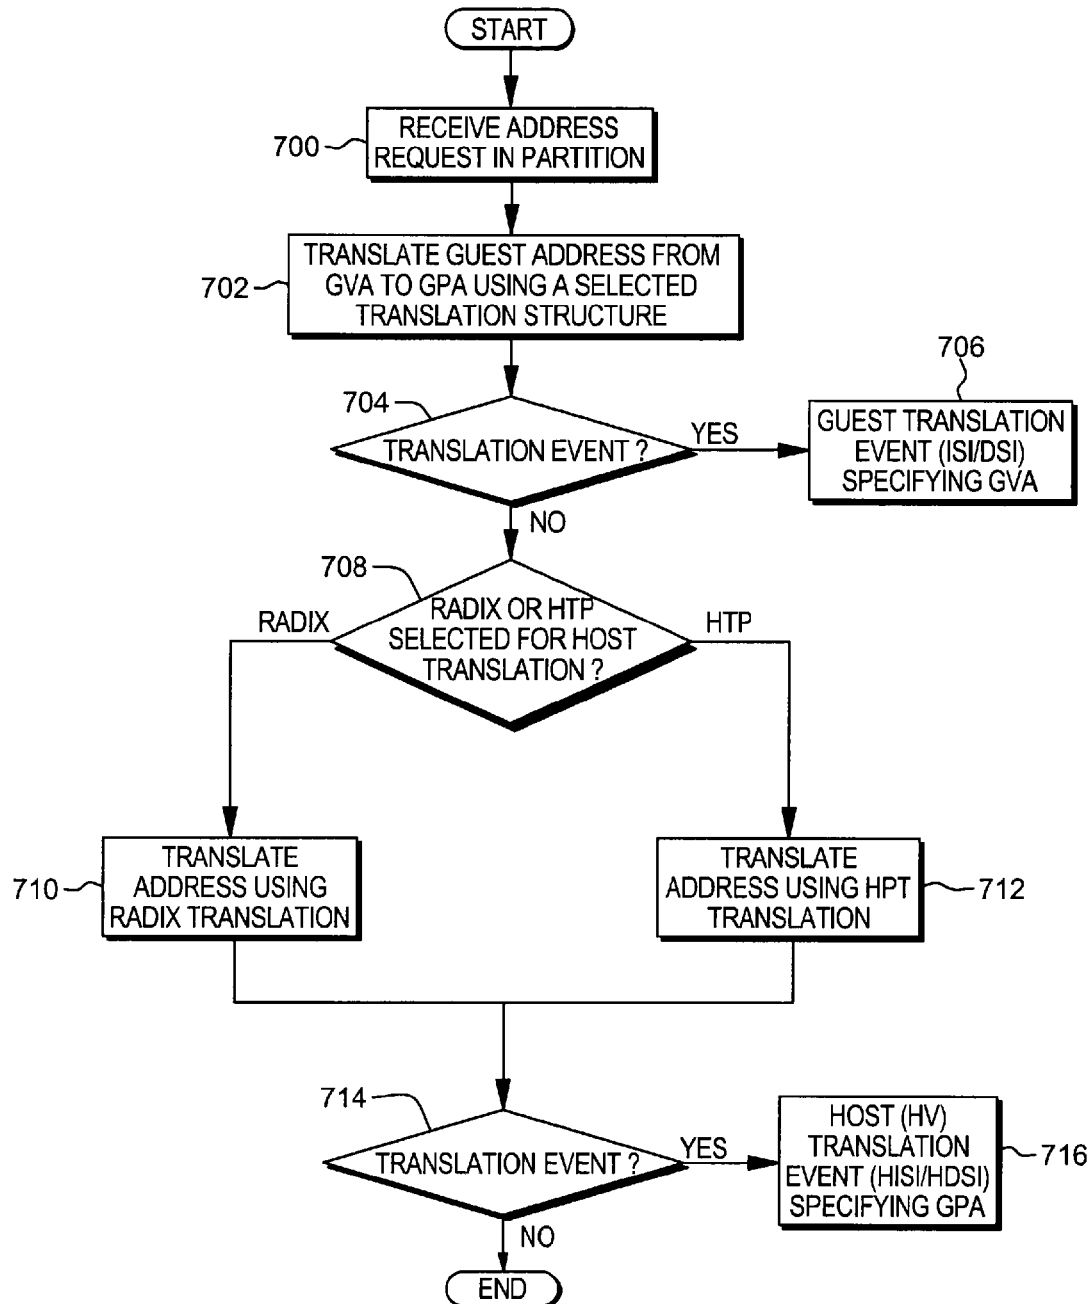 START
700
RECEIVE ADDRESS
REQUEST IN PARTITION
702
TRANSLATE GUEST ADDRESS FROM
GVA TO GPA USING A SELECTED
TRANSLATION STRUCTURE
704
TRANSLATION EVENT ?
YES
706
GUEST TRANSLATION
EVENT (ISI/DSI)
SPECIFYING GVA
NO
708
RADIX OR HTP
SELECTED FOR HOST
TRANSLATION ?
RADIX
HTP
710
TRANSLATE
ADDRESS USING
RADIX TRANSLATION
TRANSLATE
ADDRESS USING HPT
TRANSLATION
712
714
TRANSLATION EVENT ?
YES
HOST (HV)
TRANSLATION
EVENT (HISI/HDSI)
SPECIFYING GPA
716
NO
END